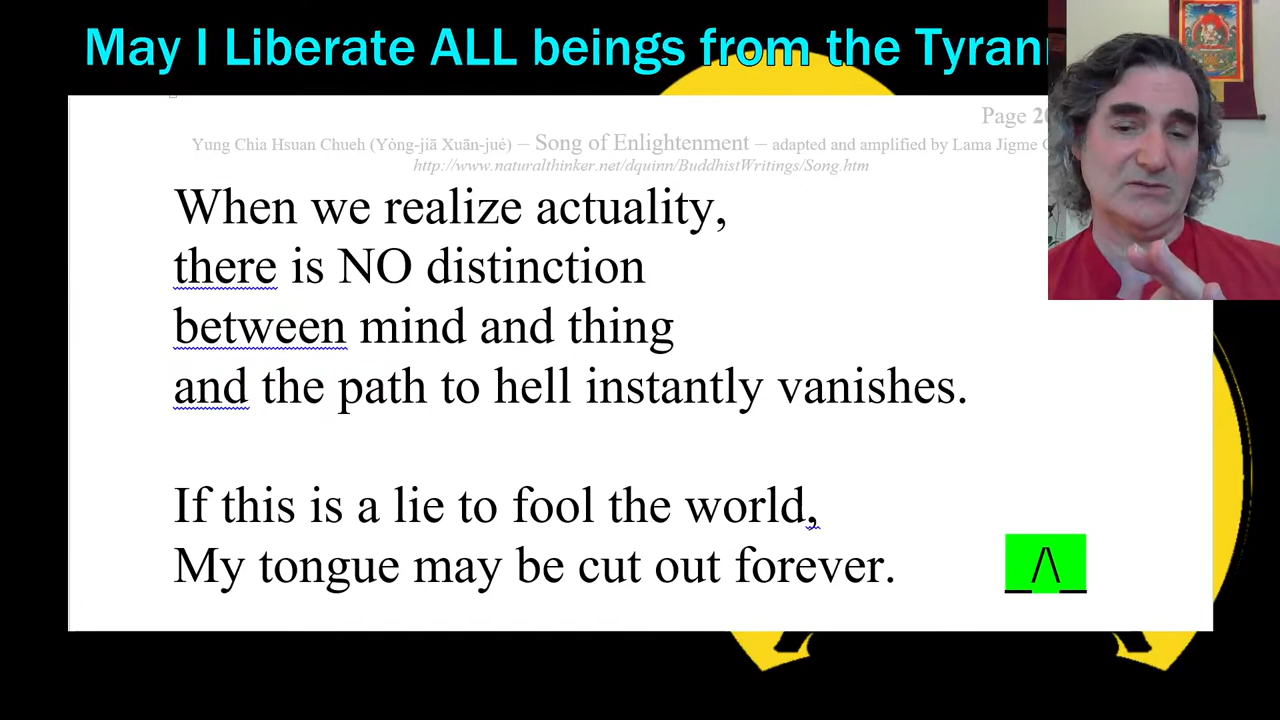 May I Liberate ALL beings from the
Page
Yung Chia Hsuan Chueh (Yòng-jiā Xuān-jué) – Song of Enlightenment – adapted and amplified by Lama Jigme
http://www.naturalthinker.net/dquinn/BuddhistWritings/Song.htm
When we realize actuality,
there is NO distinction
between mind and thing
and the path to hell instantly vanishes.
If this is a lie to fool the world,
My tongue may be cut out forever.
_/\_